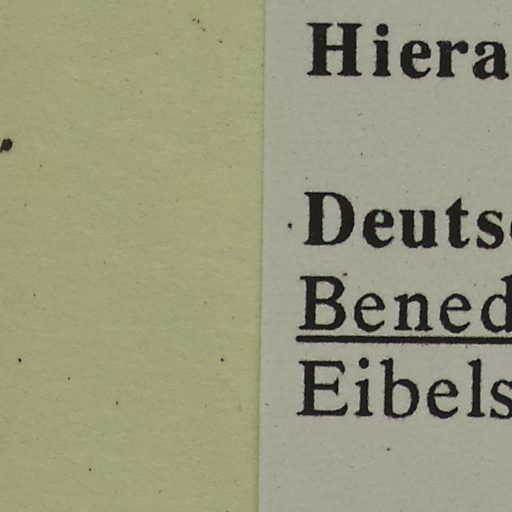 Hiera
Deuts
Bened
Eibels